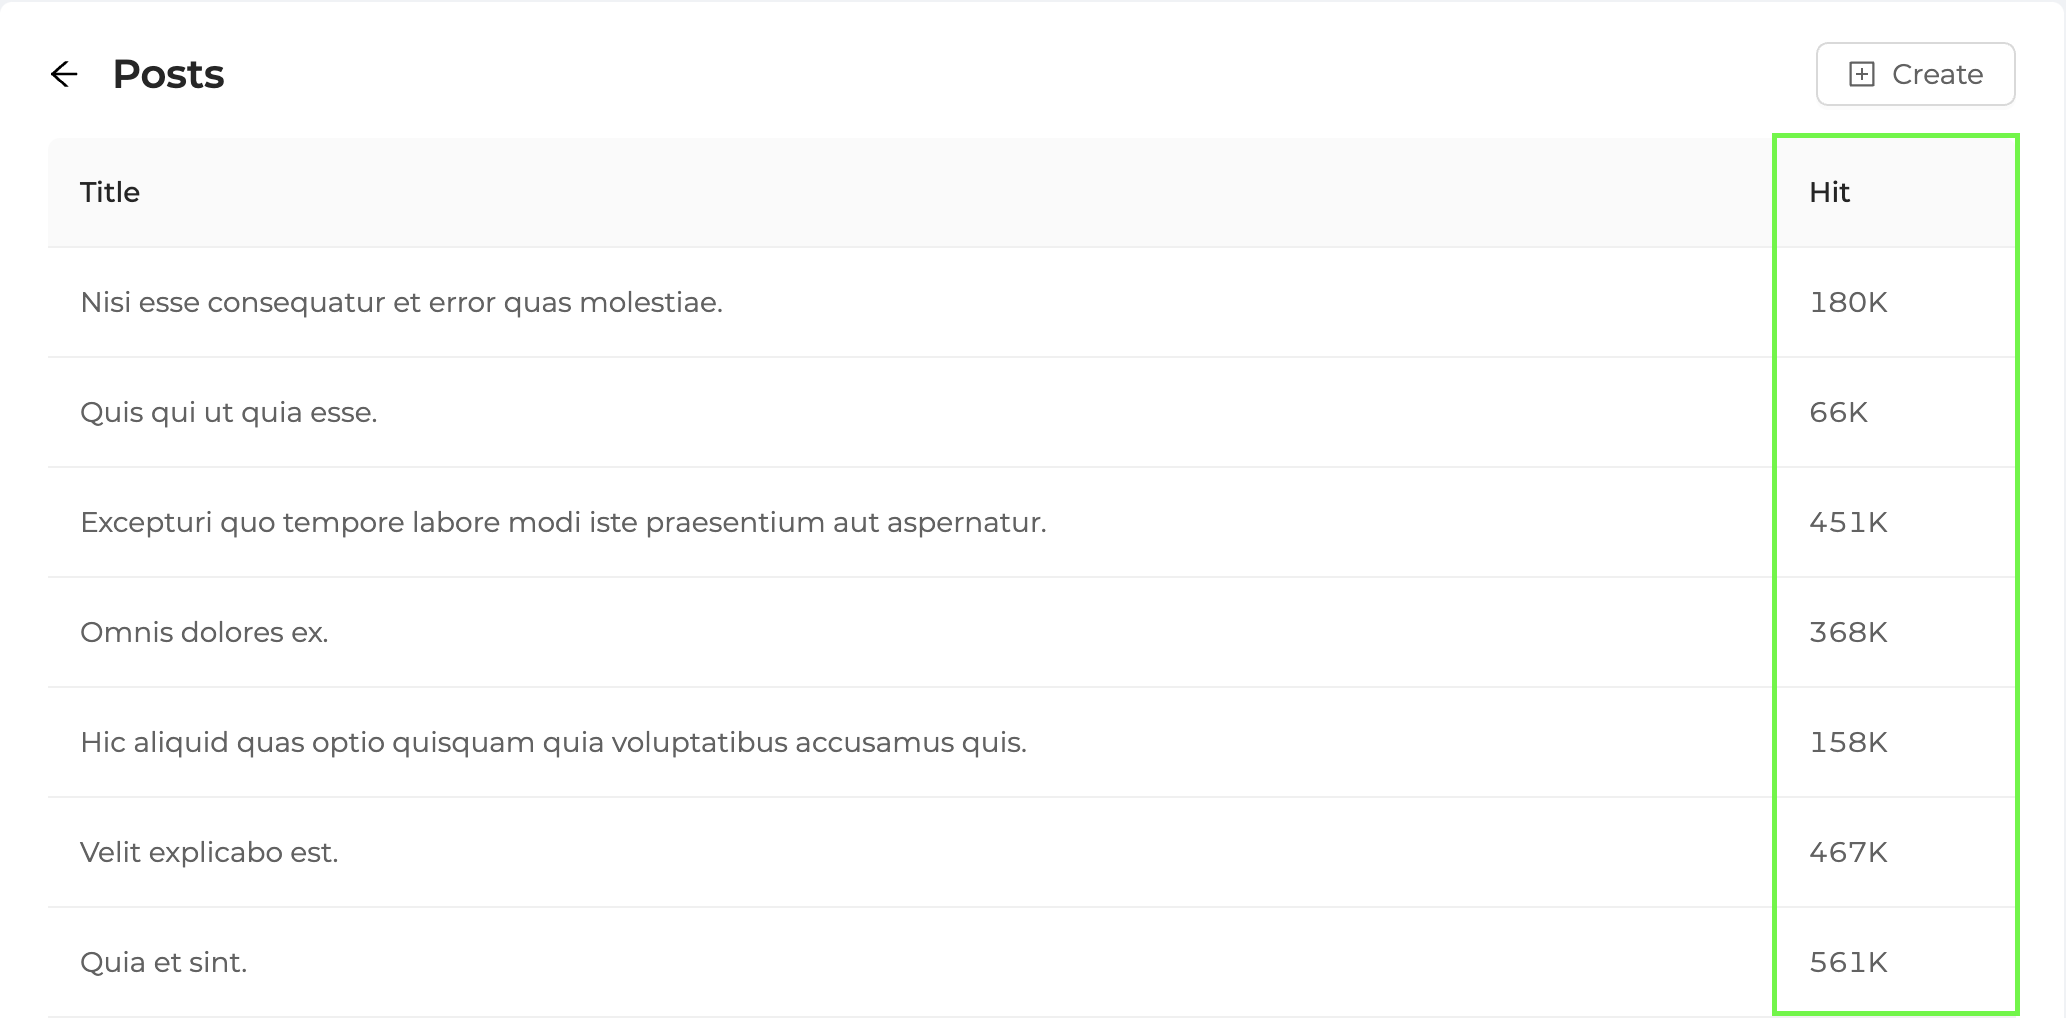 Posts
Create
Title Hit
Nisi esse consequatur et error quas molestiae. 180K
Quis qui ut quia esse. 66K
Excepturi quo tempore labore modi iste praesentium aut aspernatur. 451K
Omnis dolores ex. 368K
Hic aliquid quas optio quisquam quia voluptatibus accusamus quis. 158K
Velit explicabo est. 467K
Quia et sint. 561K